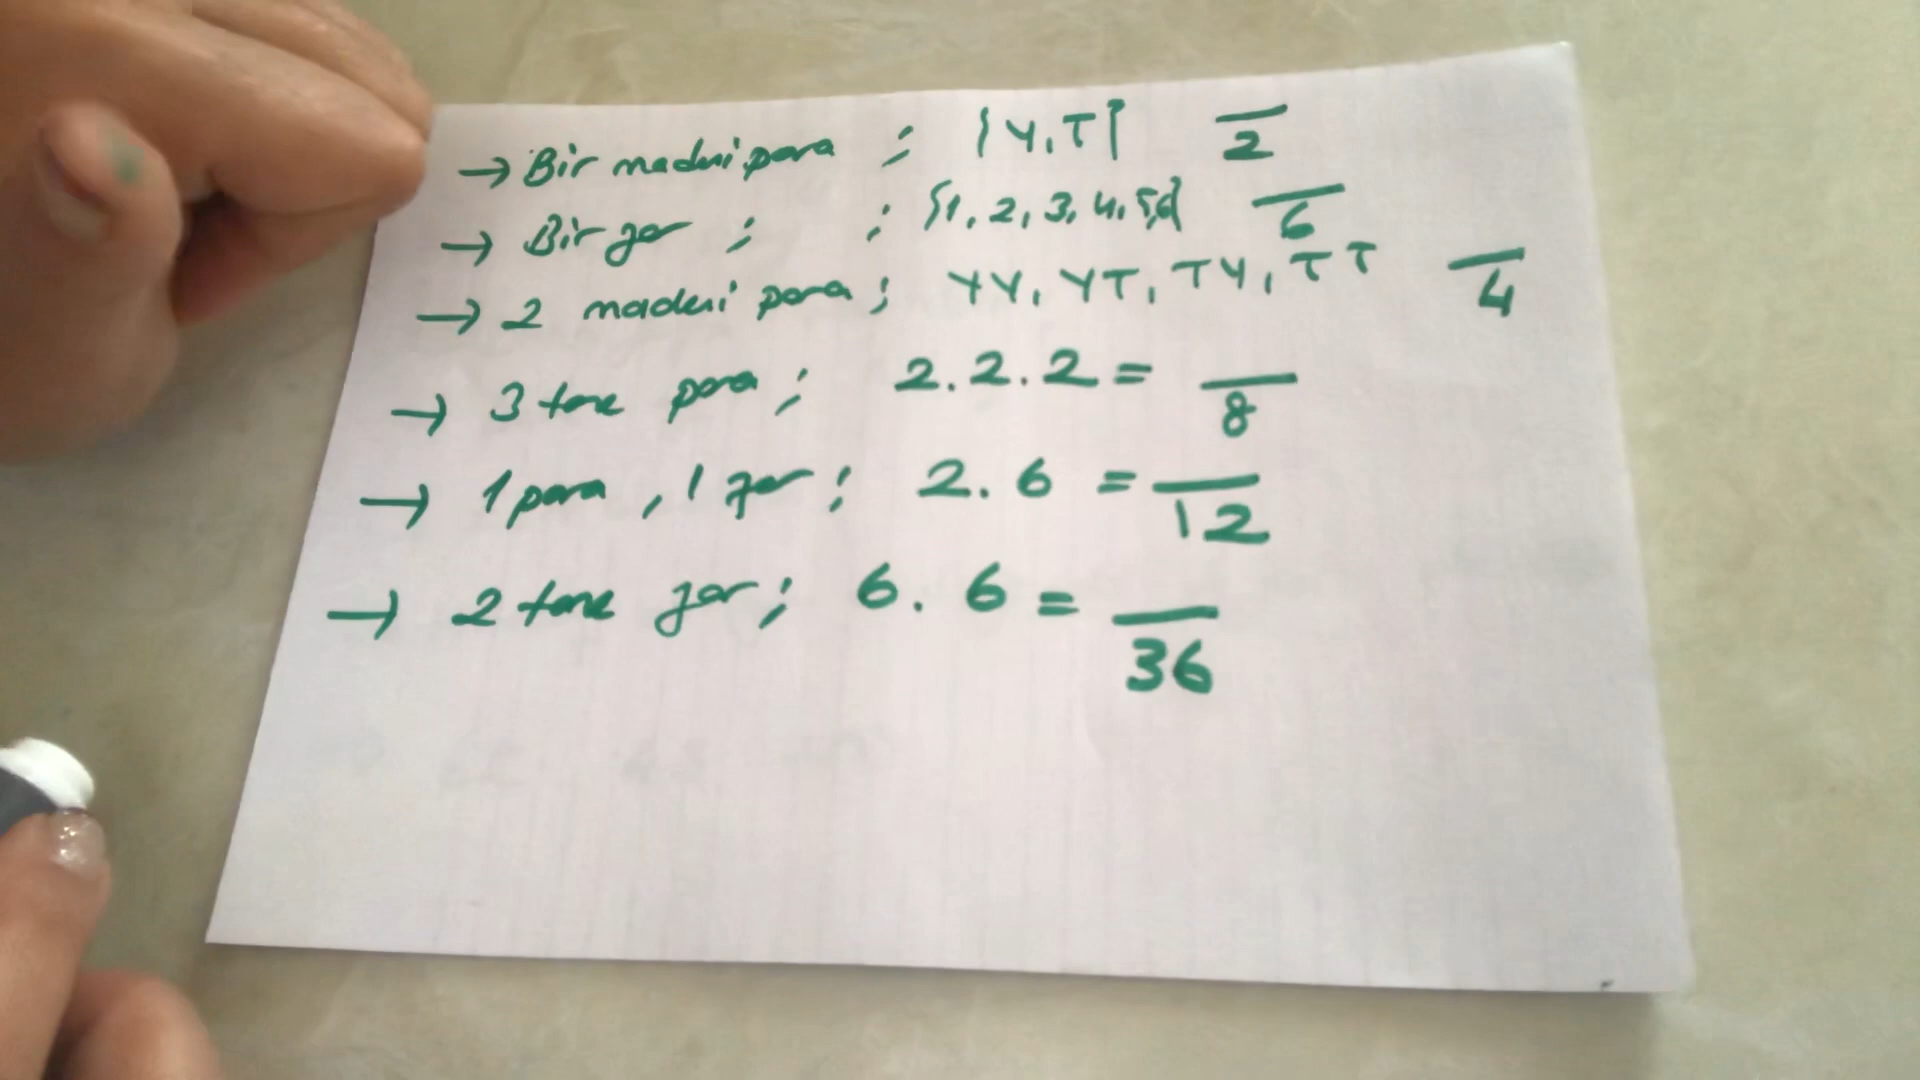 → Bir madeni para : {Y, T} /2
→ Bir zar ; : {1, 2, 3, 4, 5, 6} /6
→ 2 madeni para ; YY, YT, TY, TT /4
→ 3 tane para ; 2.2.2 = /8
→ 1 para, 1 zar ; 2.6 = /12
→ 2 tane zar ; 6.6 = /36